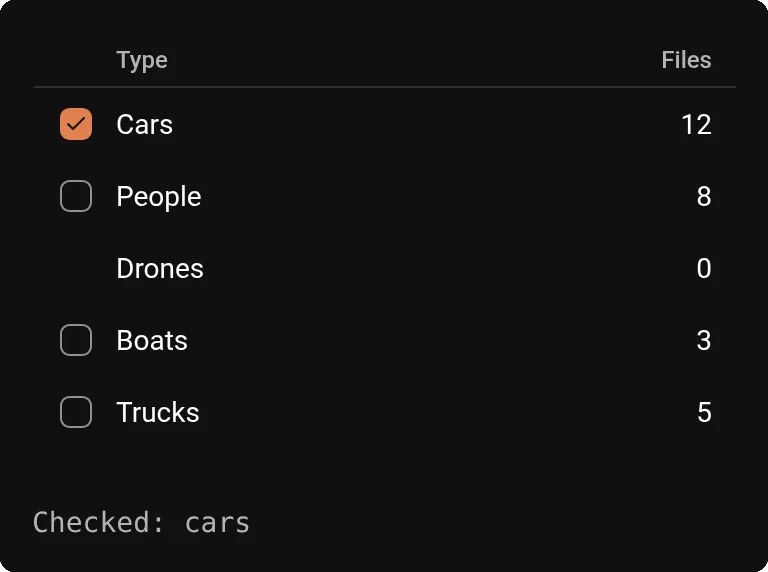 Type Files
Cars 12
People 8
Drones 0
Boats 3
Trucks 5
Checked: cars